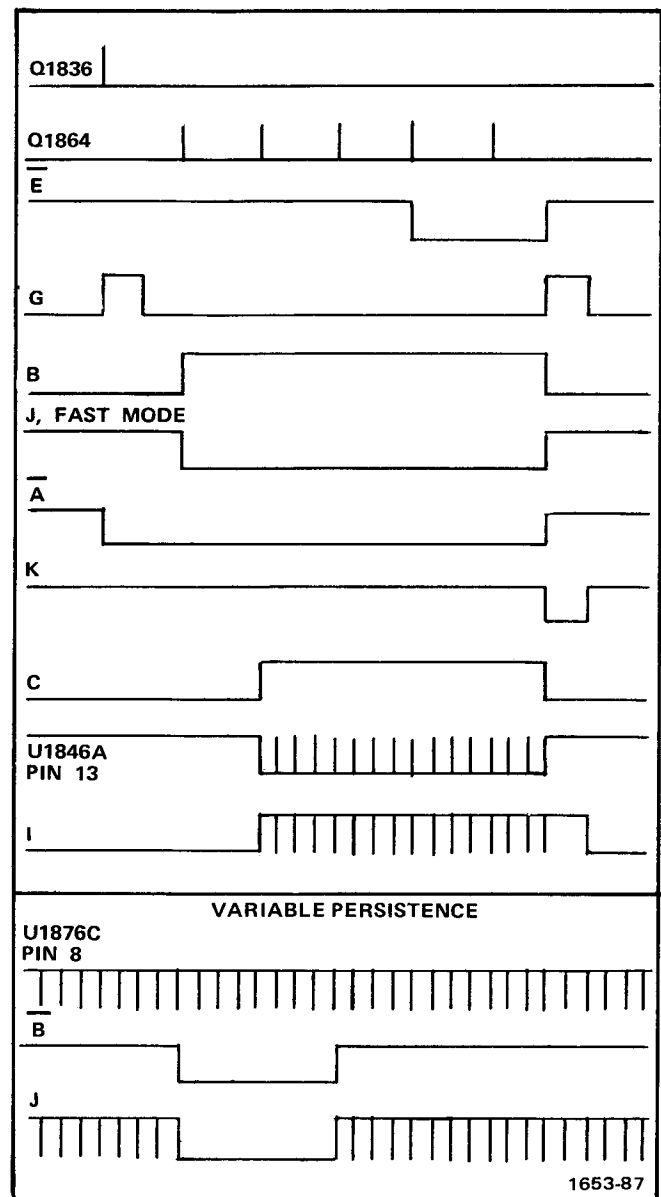 Q1836
Q1864
E̅
G
B
J, FAST MODE
A̅
K
C
U1846A
PIN 13
I
VARIABLE PERSISTENCE
U1876C
PIN 8
B̅
J
1653-87